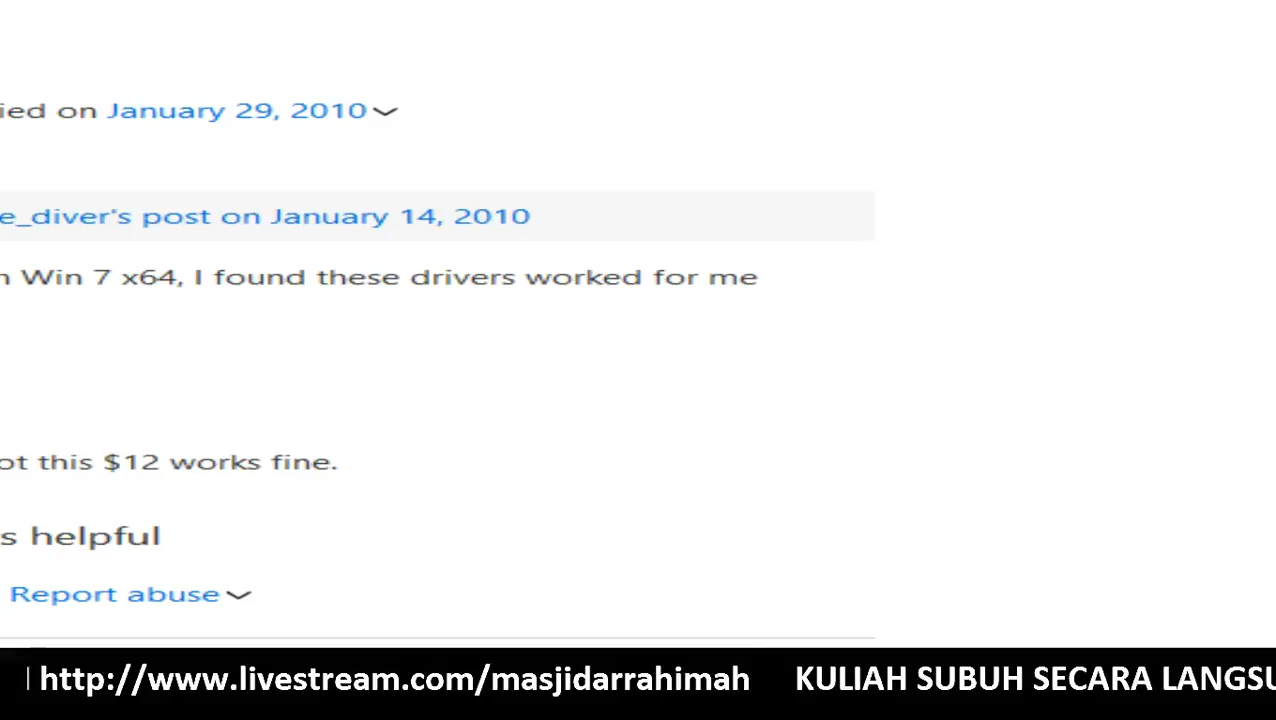 ied on January 29, 2010
e_diver's post on January 14, 2010
n Win 7 x64, I found these drivers worked for me
ot this $12 works fine.
s helpful
Report abuse
http://www.livestream.com/masjidarrahimah KULIAH SUBUH SECARA LANGSU